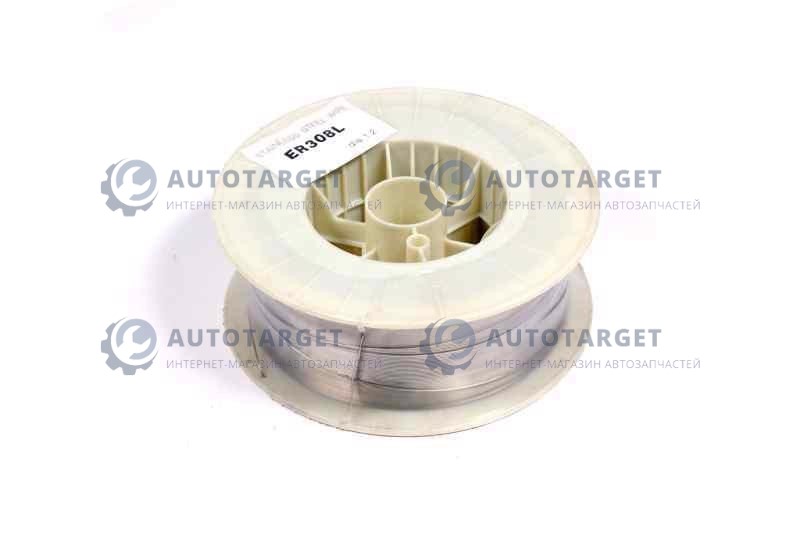 STAINLESS STEEL WIRE
ER308L
dia 1.2
AUTOTARGET
ИНТЕРНЕТ-МАГАЗИН АВТОЗАПЧАСТЕЙ
AUTOTARGET
ИНТЕРНЕТ-МАГАЗИН АВТОЗАПЧАСТЕЙ
AUTOTARGET
ИНТЕРНЕТ-МАГАЗИН АВТОЗАПЧАСТЕЙ
AUTOTARGET
ИНТЕРНЕТ-МАГАЗИН АВТОЗАПЧАСТЕЙ